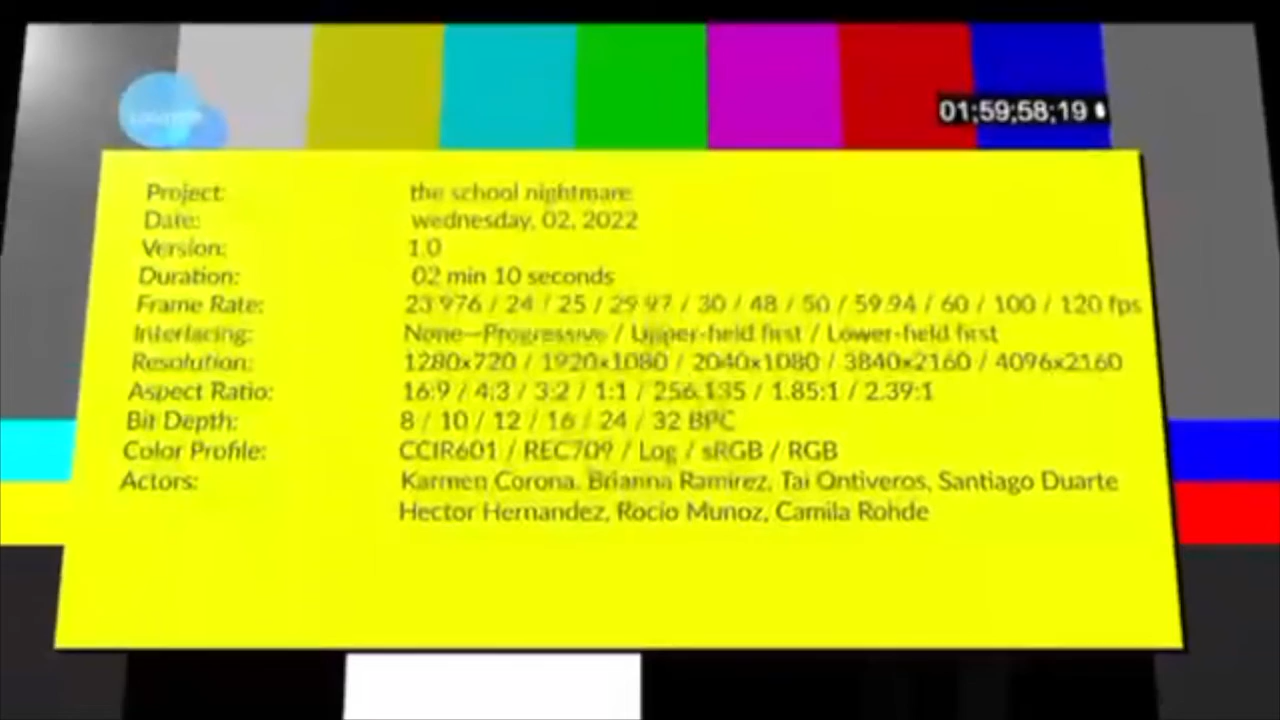 01;59;58;19
Project: the school nightmare
Date: wednesday, 02, 2022
Version: 1.0
Duration: 02 min 10 seconds
Frame Rate: 23.976 / 24 / 25 / 29.97 / 30 / 48 / 50 / 59.94 / 60 / 100 / 120 fps
Interlacing: None—Progressive / Upper-field first / Lower-field first
Resolution: 1280x720 / 1920x1080 / 2040x1080 / 3840x2160 / 4096x2160
Aspect Ratio: 16:9 / 4:3 / 3:2 / 1:1 / 256:135 / 1.85:1 / 2.39:1
Bit Depth: 8 / 10 / 12 / 16 / 24 / 32 BPC
Color Profile: CCIR601 / REC709 / Log / sRGB / RGB
Actors: Karmen Corona, Brianna Ramirez, Tai Ontiveros, Santiago Duarte
Hector Hernandez, Rocio Munoz, Camila Rohde